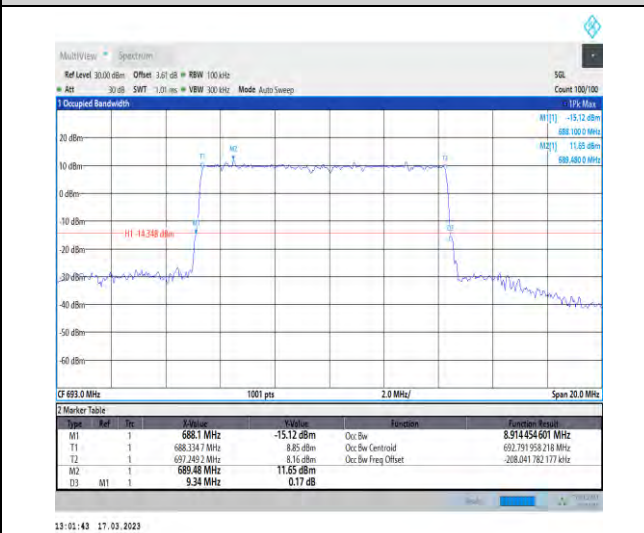 MultiView Spectrum
Ref Level 30.00 dBm Offset 3.61 dB RBW 100 kHz SGL
Att 30 dB SWT 1.01 ms VBW 300 kHz Mode Auto Sweep Count 100/100
1 Occupied Bandwidth 1Pk Max
M1[1] -15.12 dBm
688.100 0 MHz
M2[1] 11.65 dBm
689.480 0 MHz
20 dBm
T1 M2 T2
10 dBm
0 dBm
-10 dBm
M1 D3
H1 -14.348 dBm
-20 dBm
-30 dBm
-40 dBm
-50 dBm
-60 dBm
CF 693.0 MHz 1001 pts 2.0 MHz/ Span 20.0 MHz
2 Marker Table
Type Ref Trc X-Value Y-Value Function Function Result
M1 1 688.1 MHz -15.12 dBm Occ Bw 8.914 454 601 MHz
T1 1 688.334 7 MHz 8.85 dBm Occ Bw Centroid 692.791 958 218 MHz
T2 1 697.249 2 MHz 8.16 dBm Occ Bw Freq Offset -208.041 782 177 kHz
M2 1 689.48 MHz 11.65 dBm
D3 M1 1 9.34 MHz 0.17 dB
13:01:43 17.03.2023